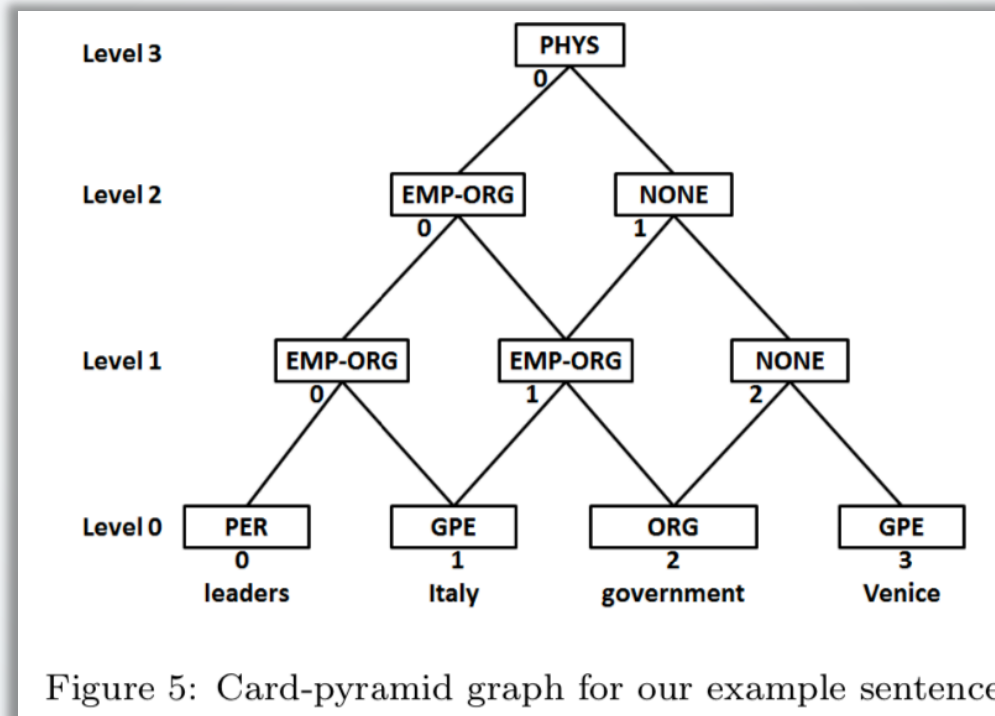 Level 3 PHYS
0
Level 2 EMP-ORG NONE
0 1
Level 1 EMP-ORG EMP-ORG NONE
0 1 2
Level 0 PER GPE ORG GPE
0 1 2 3
leaders Italy government Venice
Figure 5: Card-pyramid graph for our example sentence